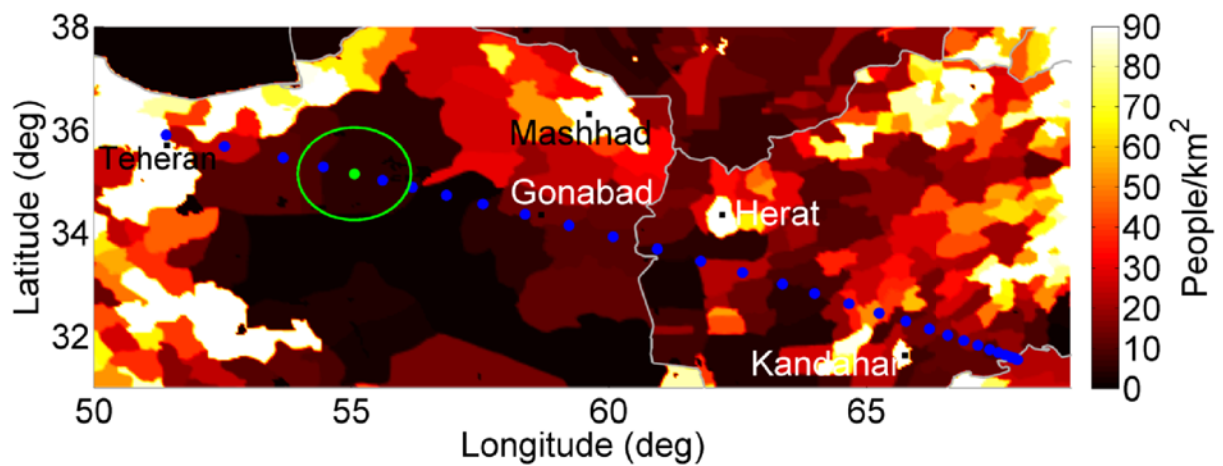 38
36
34
32
Latitude (deg)
Teheran
Mashhad
Gonabad
Herat
Kandahar
50
55
60
65
Longitude (deg)
90
80
70
60
50
40
30
20
10
0
People/km²